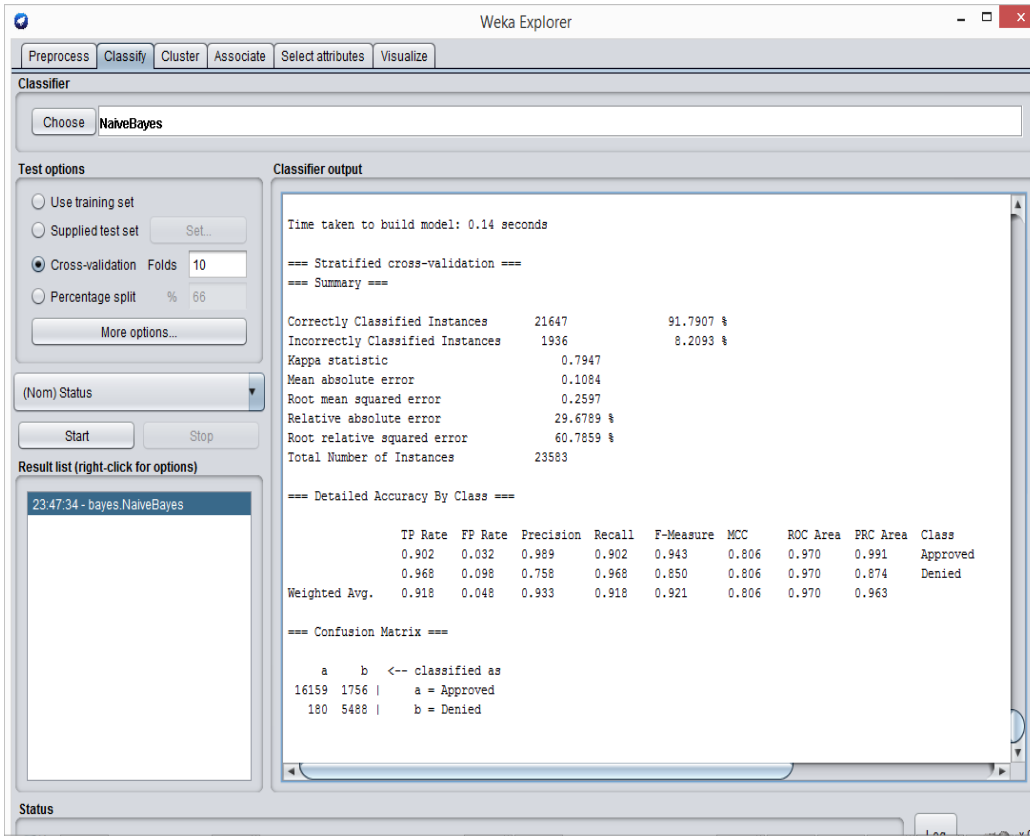 Weka Explorer
Preprocess Classify Cluster Associate Select attributes Visualize
Classifier
Choose NaiveBayes
Test options
Use training set
Supplied test set Set...
Cross-validation Folds 10
Percentage split % 66
More options...
(Nom) Status
Start Stop
Result list (right-click for options)
23:47:34 - bayes.NaiveBayes
Classifier output
Time taken to build model: 0.14 seconds
=== Stratified cross-validation ===
=== Summary ===
Correctly Classified Instances 21647 91.7907 %
Incorrectly Classified Instances 1936 8.2093 %
Kappa statistic 0.7947
Mean absolute error 0.1084
Root mean squared error 0.2597
Relative absolute error 29.6789 %
Root relative squared error 60.7859 %
Total Number of Instances 23583
=== Detailed Accuracy By Class ===
TP Rate FP Rate Precision Recall F-Measure MCC ROC Area PRC Area Class
0.902 0.032 0.989 0.902 0.943 0.806 0.970 0.991 Approved
0.968 0.098 0.758 0.968 0.850 0.806 0.970 0.874 Denied
Weighted Avg. 0.918 0.048 0.933 0.918 0.921 0.806 0.970 0.963
=== Confusion Matrix ===
a b <-- classified as
16159 1756 | a = Approved
180 5488 | b = Denied
Status